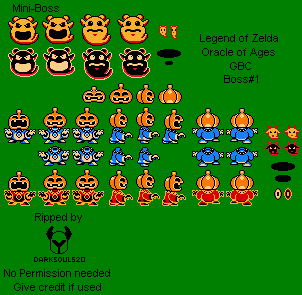 Mini-Boss
Legend of Zelda
Oracle of Ages
GBC
Boss#1
Ripped by
DARKSOULS20
No Permission needed
Give credit if used